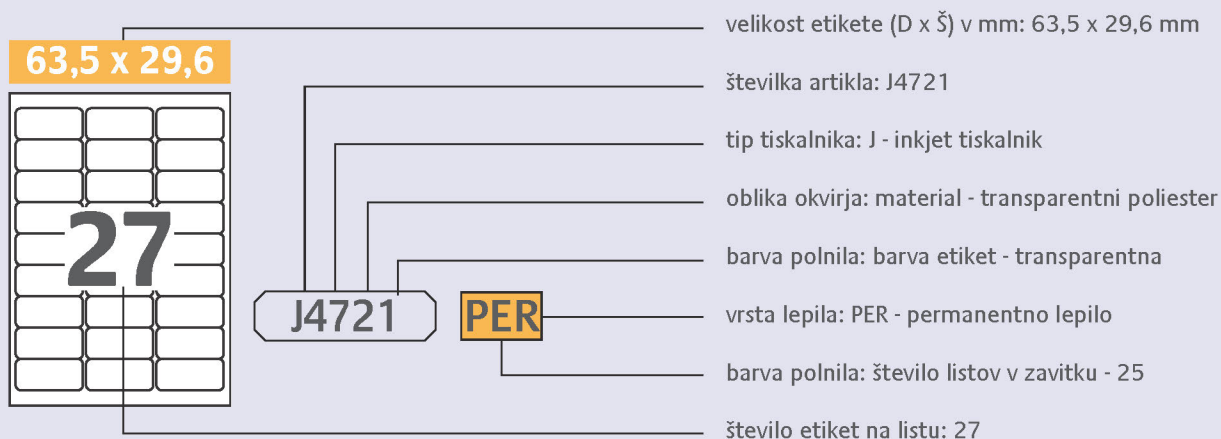 velikost etikete (D x Š) v mm: 63,5 x 29,6 mm
63,5 x 29,6
številka artikla: J4721
tip tiskalnika: J - inkjet tiskalnik
oblika okvirja: material - transparentni poliester
27
barva polnila: barva etiket - transparentna
J4721
PER
vrsta lepila: PER - permanentno lepilo
barva polnila: število listov v zavitku - 25
število etiket na listu: 27